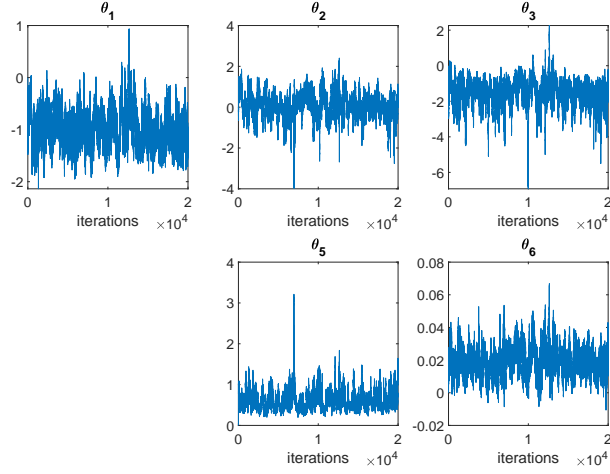 θ1 θ2 θ3
1 4 2
0 2 0
-1 0 -2
-2 -4
-2 -4 -6
0 1 2 0 1 2 0 1 2
iterations ×10^4 iterations ×10^4 iterations ×10^4
θ5 θ6
4 0.08
3 0.06
0.04
2 0.02
1 0
0 -0.02
0 1 2 0 1 2
iterations ×10^4 iterations ×10^4